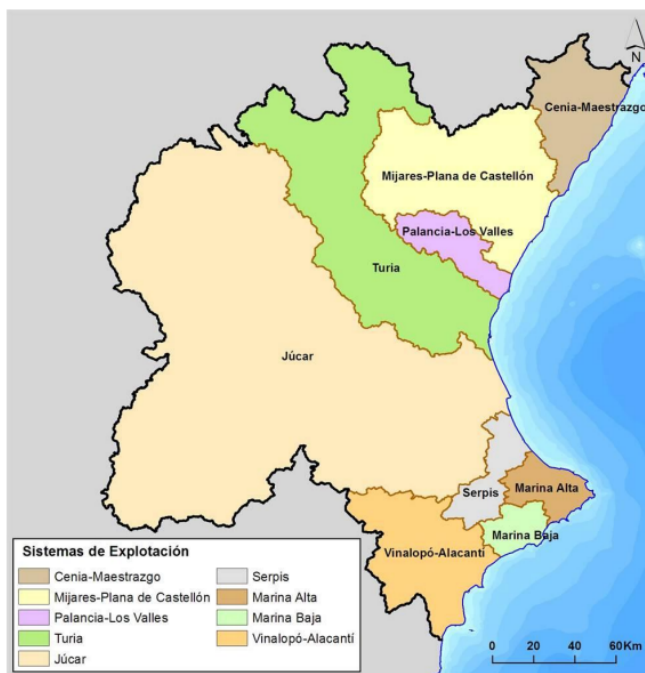 N
Cenia-Maestrazgo
Mijares-Plana de Castellón
Palancia-Los Valles
Turia
Júcar
Serpis
Marina Alta
Marina Baja
Vinalopó-Alacantí
Sistemas de Explotación
Cenia-Maestrazgo
Mijares-Plana de Castellón
Palancia-Los Valles
Turia
Júcar
Serpis
Marina Alta
Marina Baja
Vinalopó-Alacantí
0 20 40 60 Km